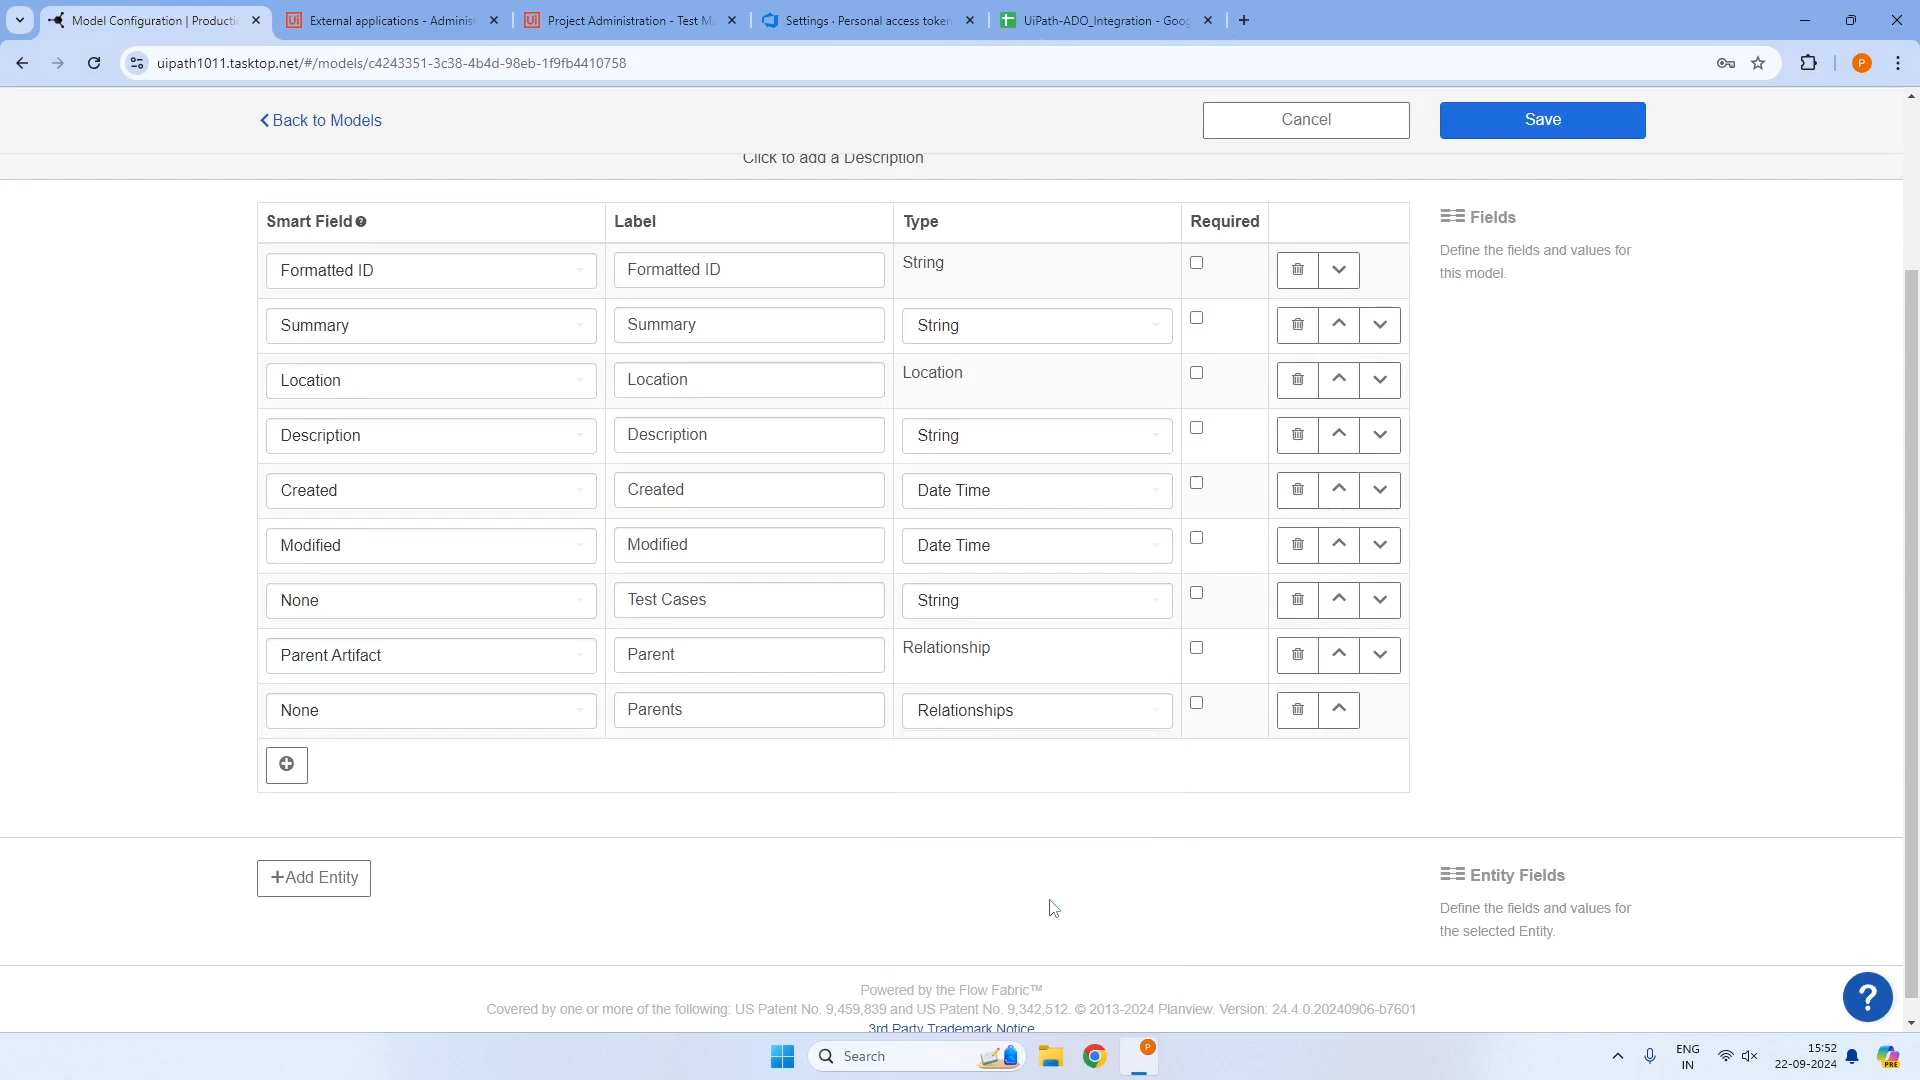 Model Configuration | Producti
External applications - Administ
Project Administration - Test Ma
Settings · Personal access token
UiPath-ADO_Integration - Goog
uipath1011.tasktop.net/#/models/c4243351-3c38-4b4d-98eb-1f9fb4410758
P
Back to Models
Cancel
Save
Click to add a Description
Smart Field
Label
Type
Required
Fields
Define the fields and values for
this model.
Formatted ID
Formatted ID
String
Summary
Summary
String
Location
Location
Location
Description
Description
String
Created
Created
Date Time
Modified
Modified
Date Time
None
Test Cases
String
Parent Artifact
Parent
Relationship
None
Parents
Relationships
+Add Entity
Entity Fields
Define the fields and values for
the selected Entity.
Powered by the Flow Fabric™
Covered by one or more of the following: US Patent No. 9,459,839 and US Patent No. 9,342,512. © 2013-2024 Planview. Version: 24.4.0.20240906-b7601
3rd Party Trademark Notice
?
Search
P
ENG
IN
15:52
22-09-2024
PRE